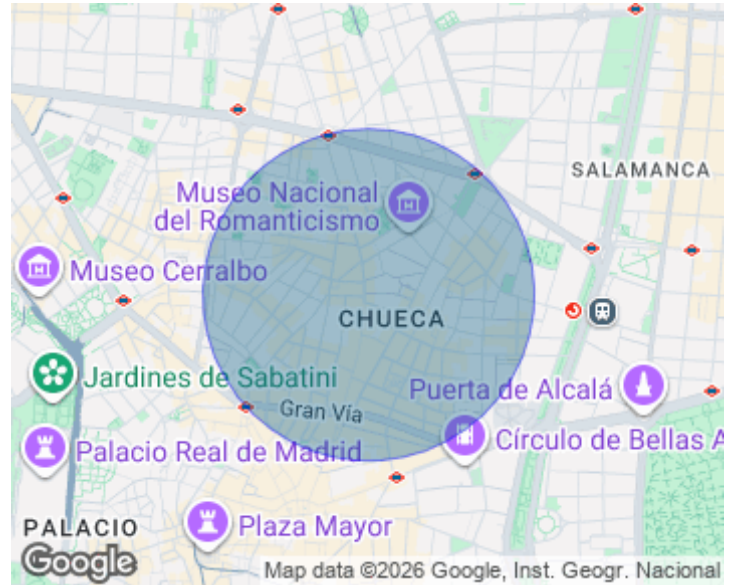 SALAMANCA
Museo Nacional
del Romanticismo
Museo Cerralbo
CHUECA
Jardines de Sabatini
Puerta de Alcalá
Gran Vía
Círculo de Bellas A
Palacio Real de Madrid
PALACIO
Plaza Mayor
Google
Map data ©2026 Google, Inst. Geogr. Nacional